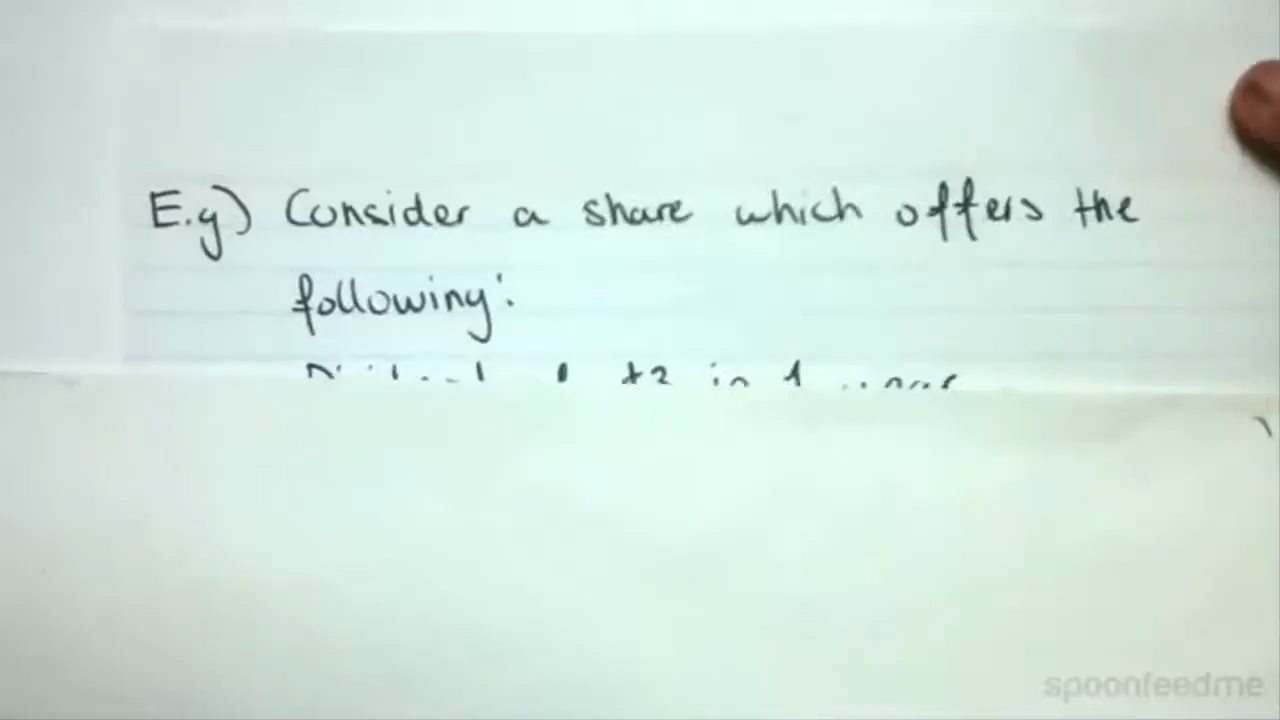 E.g) Consider a share which offers the
following:
spoonfeedme